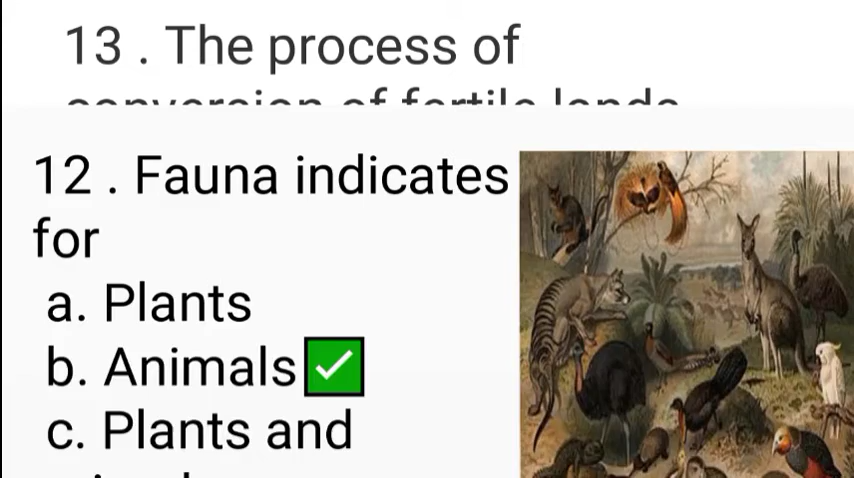 13 . The process of
conversion of fertile lands
12 . Fauna indicates
for
a. Plants
b. Animals
c. Plants and